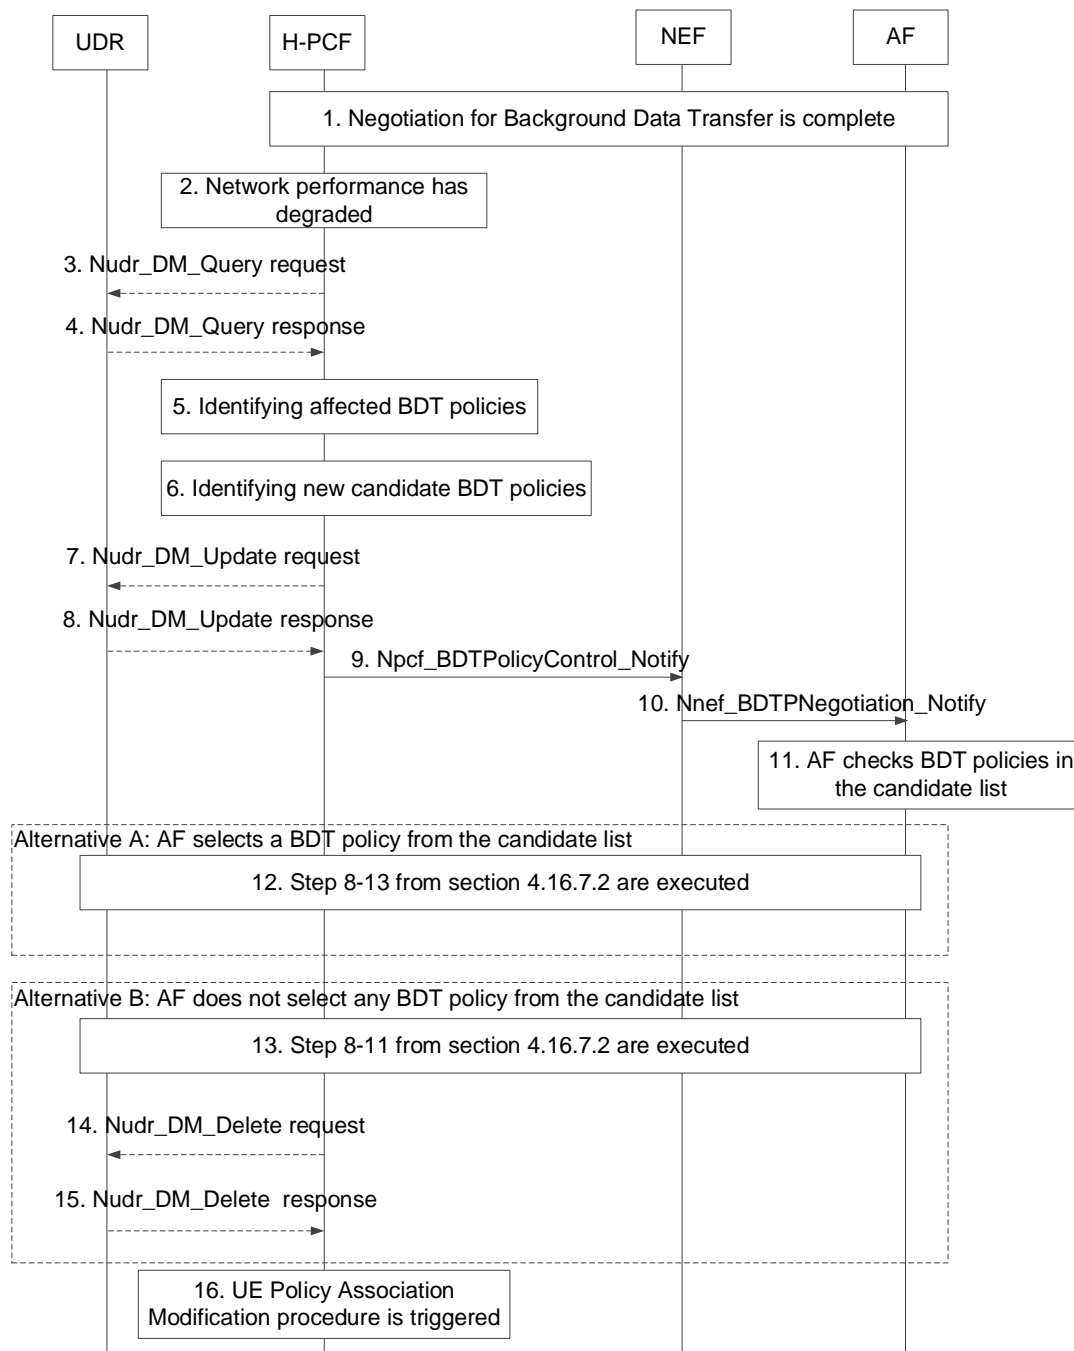 UDR
H-PCF
NEF
AF
1. Negotiation for Background Data Transfer is complete
2. Network performance has
degraded
3. Nudr_DM_Query request
4. Nudr_DM_Query response
5. Identifying affected BDT policies
6. Identifying new candidate BDT policies
7. Nudr_DM_Update request
8. Nudr_DM_Update response
9. Npcf_BDTPolicyControl_Notify
10. Nnef_BDTPNegotiation_Notify
11. AF checks BDT policies in
the candidate list
Alternative A: AF selects a BDT policy from the candidate list
12. Step 8-13 from section 4.16.7.2 are executed
Alternative B: AF does not select any BDT policy from the candidate list
13. Step 8-11 from section 4.16.7.2 are executed
14. Nudr_DM_Delete request
15. Nudr_DM_Delete  response
16. UE Policy Association
Modification procedure is triggered